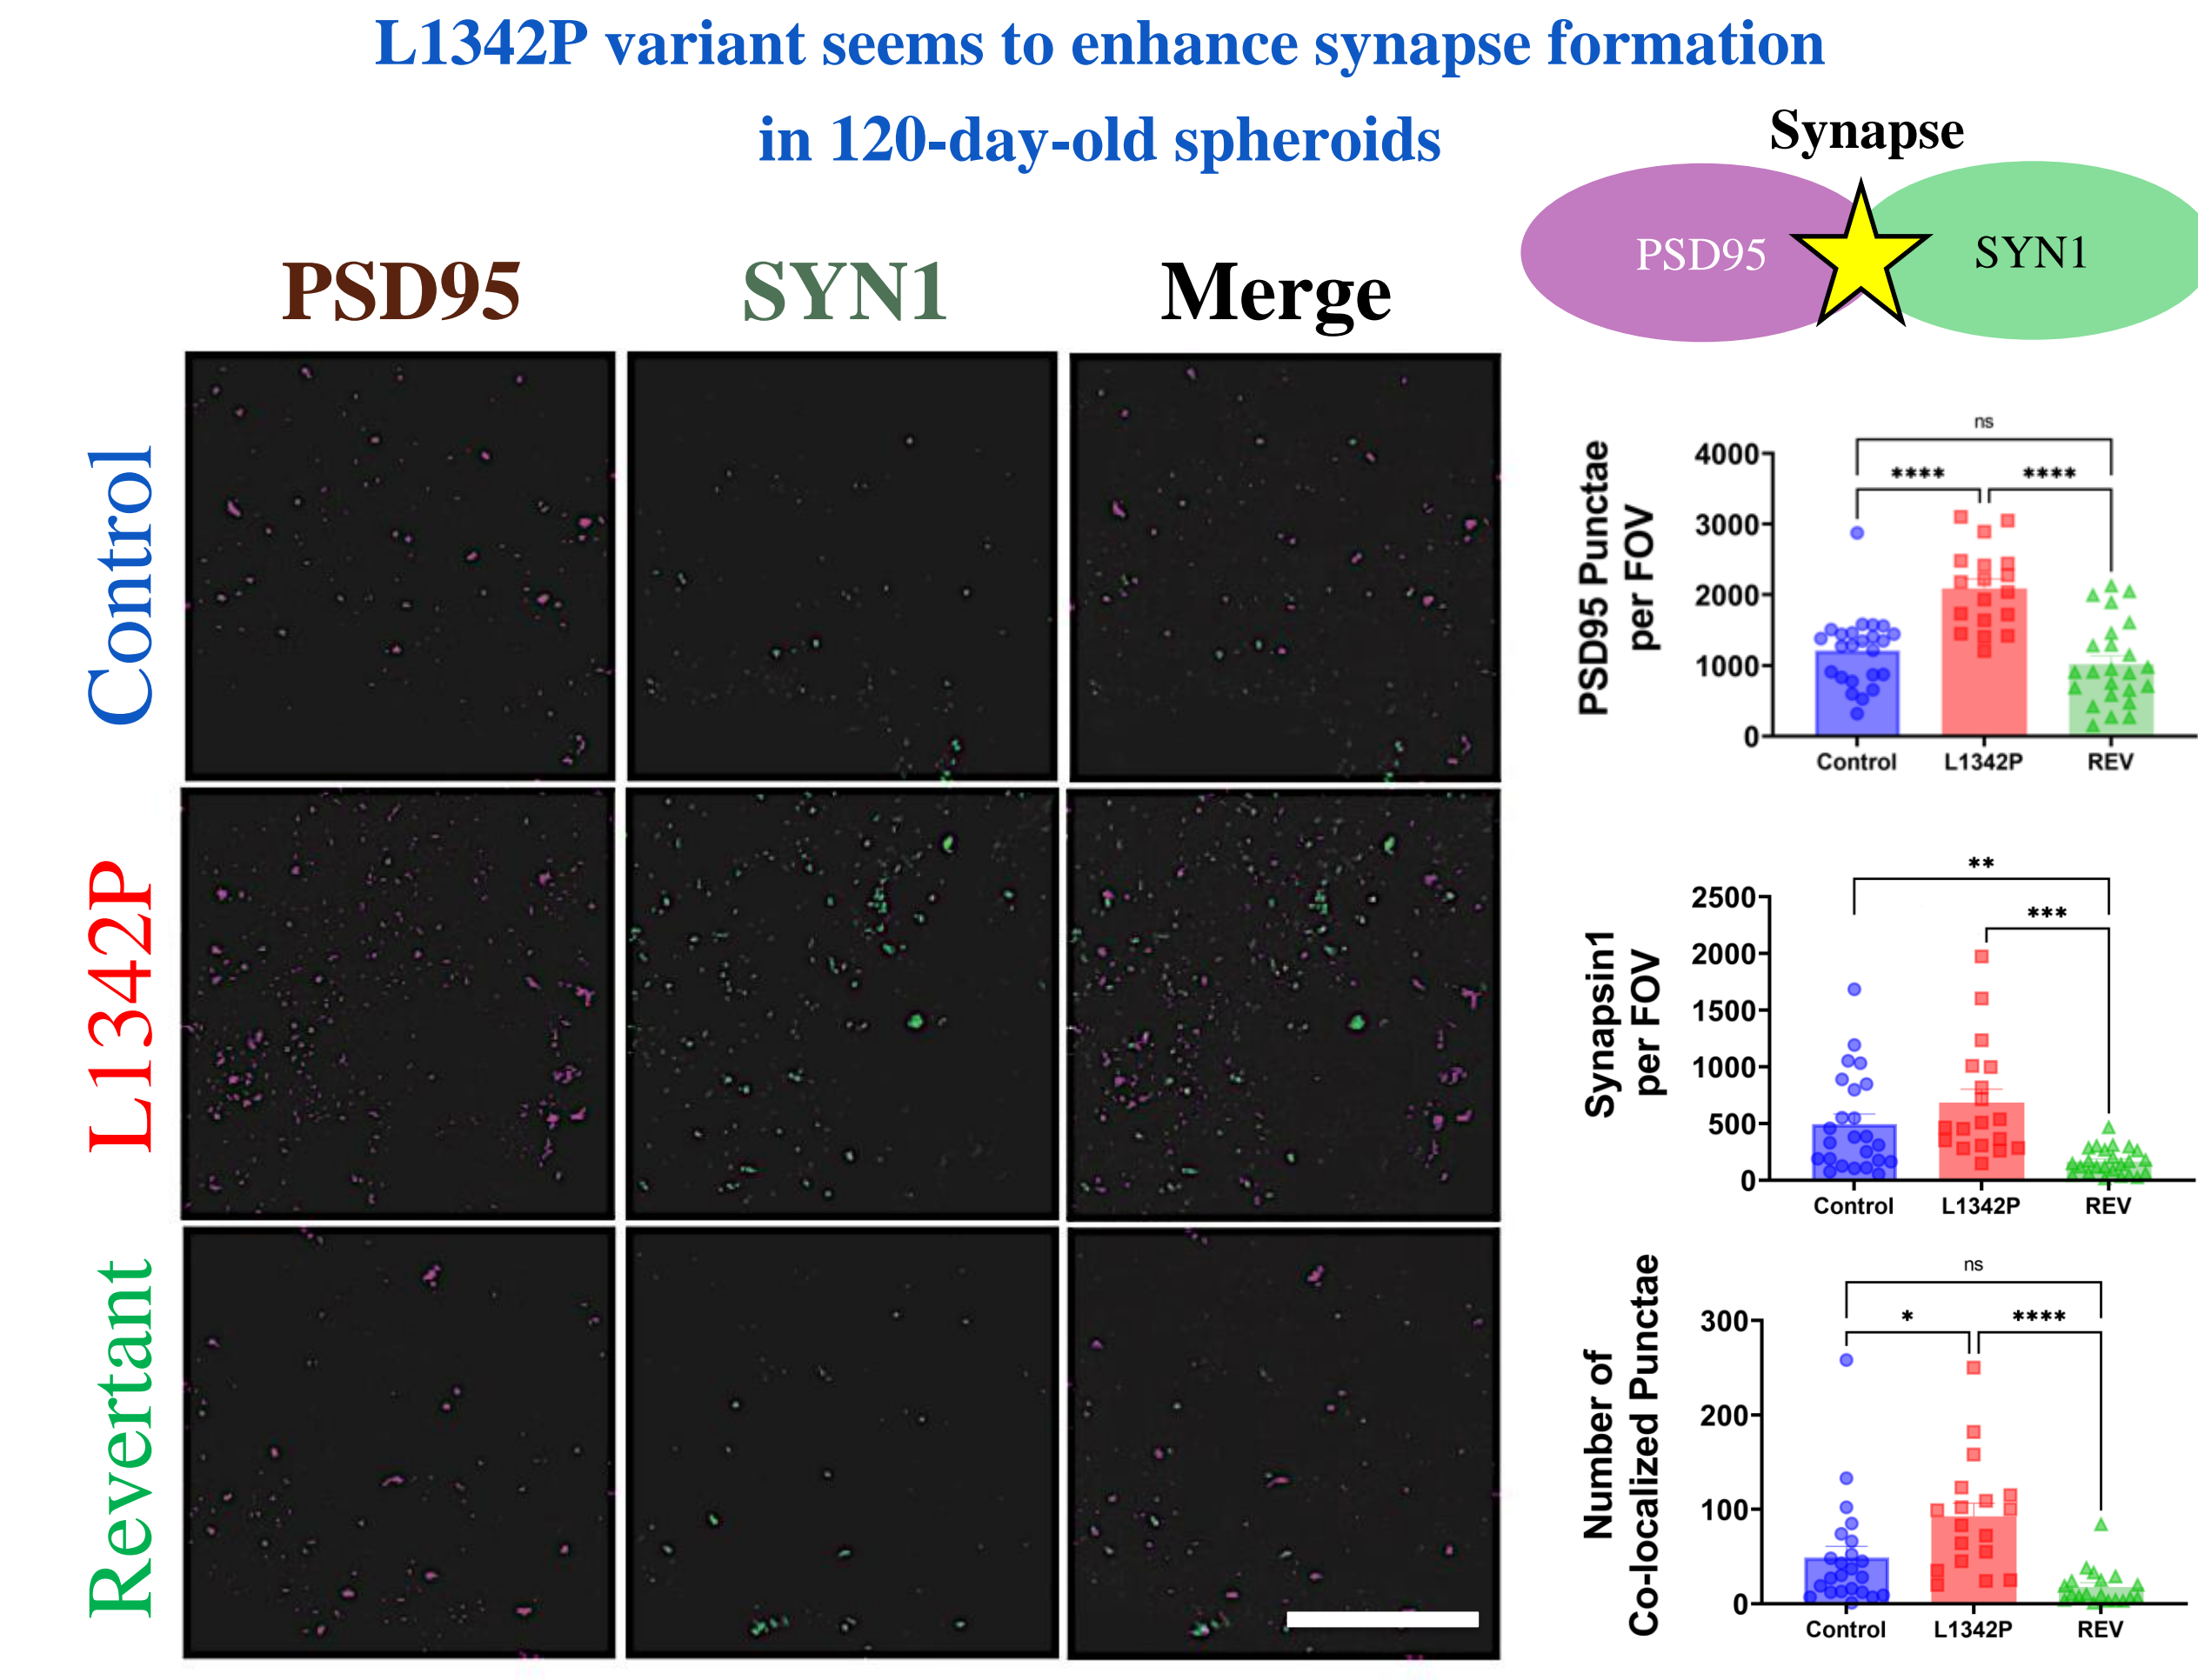 L1342P variant seems to enhance synapse formation
in 120-day-old spheroids
Synapse
PSD95
SYN1
PSD95
SYN1
Merge
Control
L1342P
Revertant
PSD95 Punctae
per FOV
4000
3000
2000
1000
0
ns
****
****
Control
L1342P
REV
Synapsin1
per FOV
2500
2000
1500
1000
500
0
**
***
Control
L1342P
REV
Number of
Co-localized Punctae
300
200
100
0
ns
*
****
Control
L1342P
REV